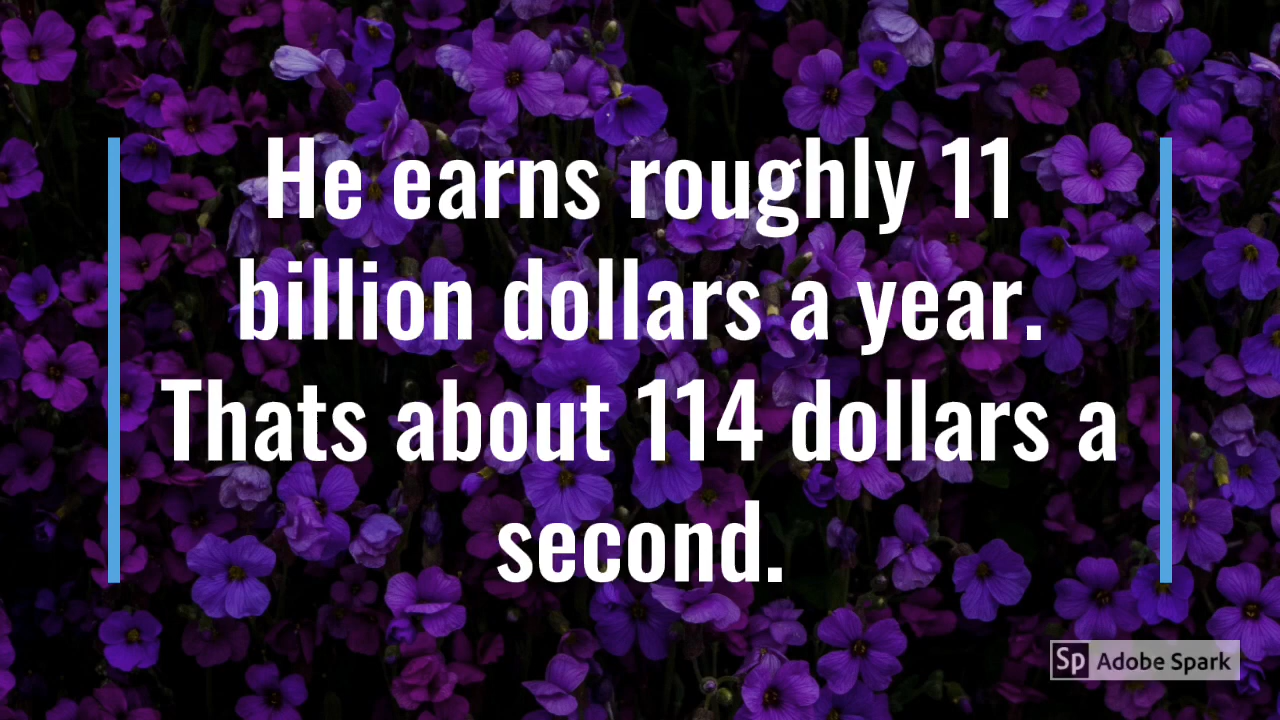 He earns roughly 11
billion dollars a year.
Thats about 114 dollars a
second.
Sp Adobe Spark